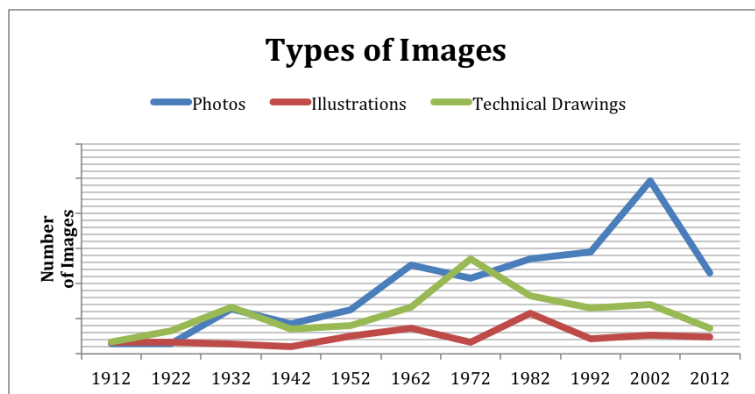 Types of Images
Photos Illustrations Technical Drawings
Number
of Images
1912 1922 1932 1942 1952 1962 1972 1982 1992 2002 2012